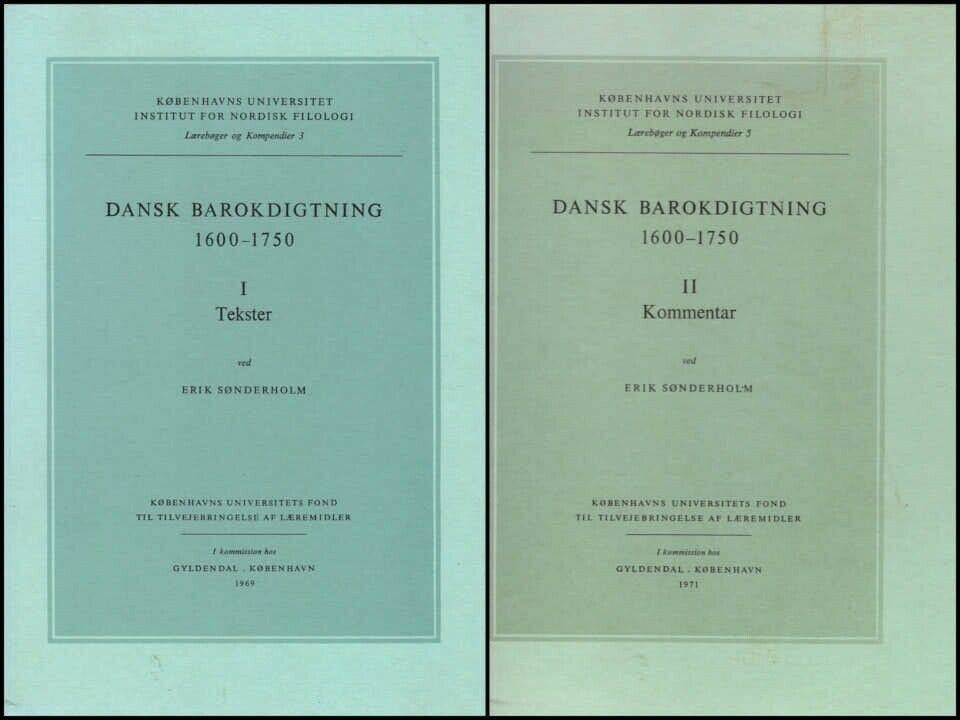 KØBENHAVNS UNIVERSITET
INSTITUT FOR NORDISK FILOLOGI
Lærebøger og Kompendier 3
DANSK BAROKDIGTNING
1600–1750
I
Tekster
ved
ERIK SØNDERHOLM
KØBENHAVNS UNIVERSITETS FOND
TIL TILVEJEBRINGELSE AF LÆREMIDLER
I kommission hos
GYLDENDAL . KØBENHAVN
1969
KØBENHAVNS UNIVERSITET
INSTITUT FOR NORDISK FILOLOGI
Lærebøger og Kompendier 5
DANSK BAROKDIGTNING
1600–1750
II
Kommentar
ved
ERIK SØNDERHOLM
KØBENHAVNS UNIVERSITETS FOND
TIL TILVEJEBRINGELSE AF LÆREMIDLER
I kommission hos
GYLDENDAL . KØBENHAVN
1971